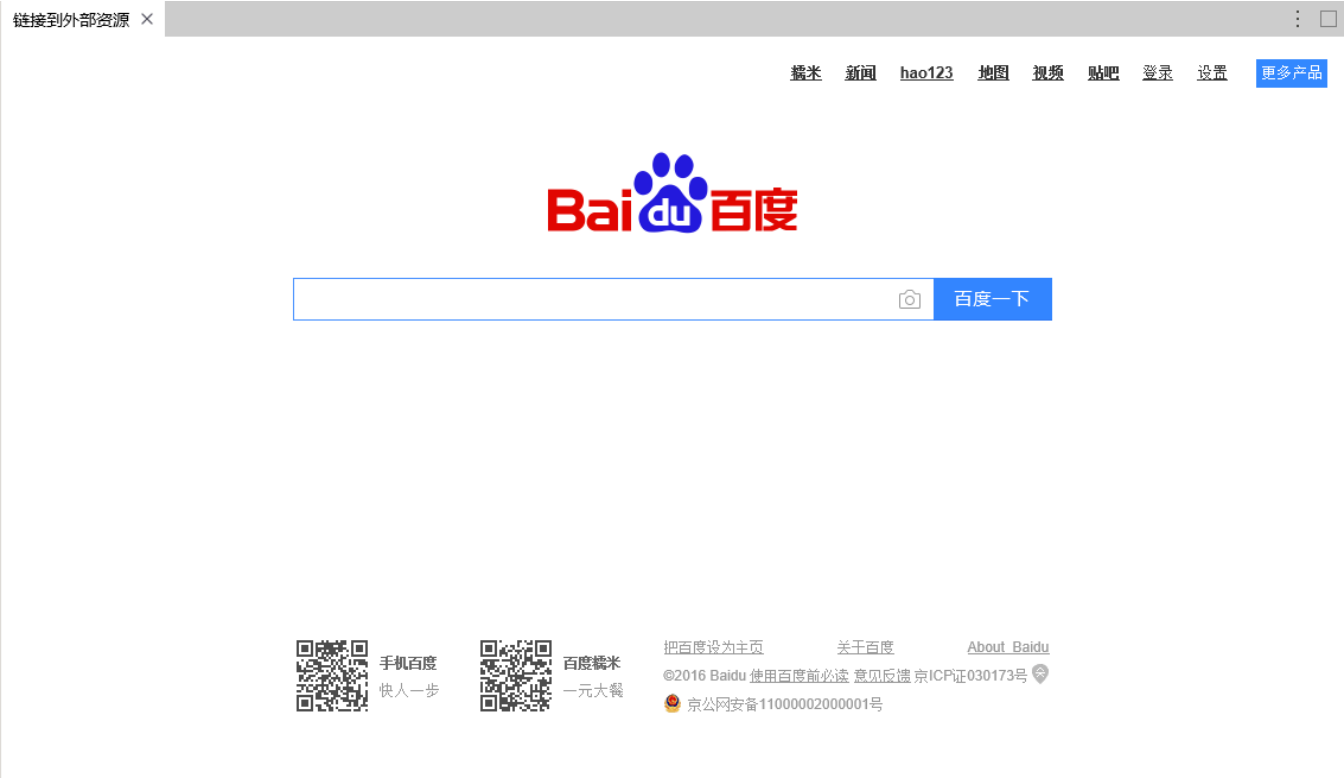 链接到外部资源
糯米 新闻 hao123 地图 视频 贴吧 登录 设置 更多产品
Bai du 百度
百度一下
手机百度
快人一步
百度糯米
一元大餐
把百度设为主页 关于百度 About Baidu
©2016 Baidu 使用百度前必读 意见反馈 京ICP证030173号
京公网安备11000002000001号